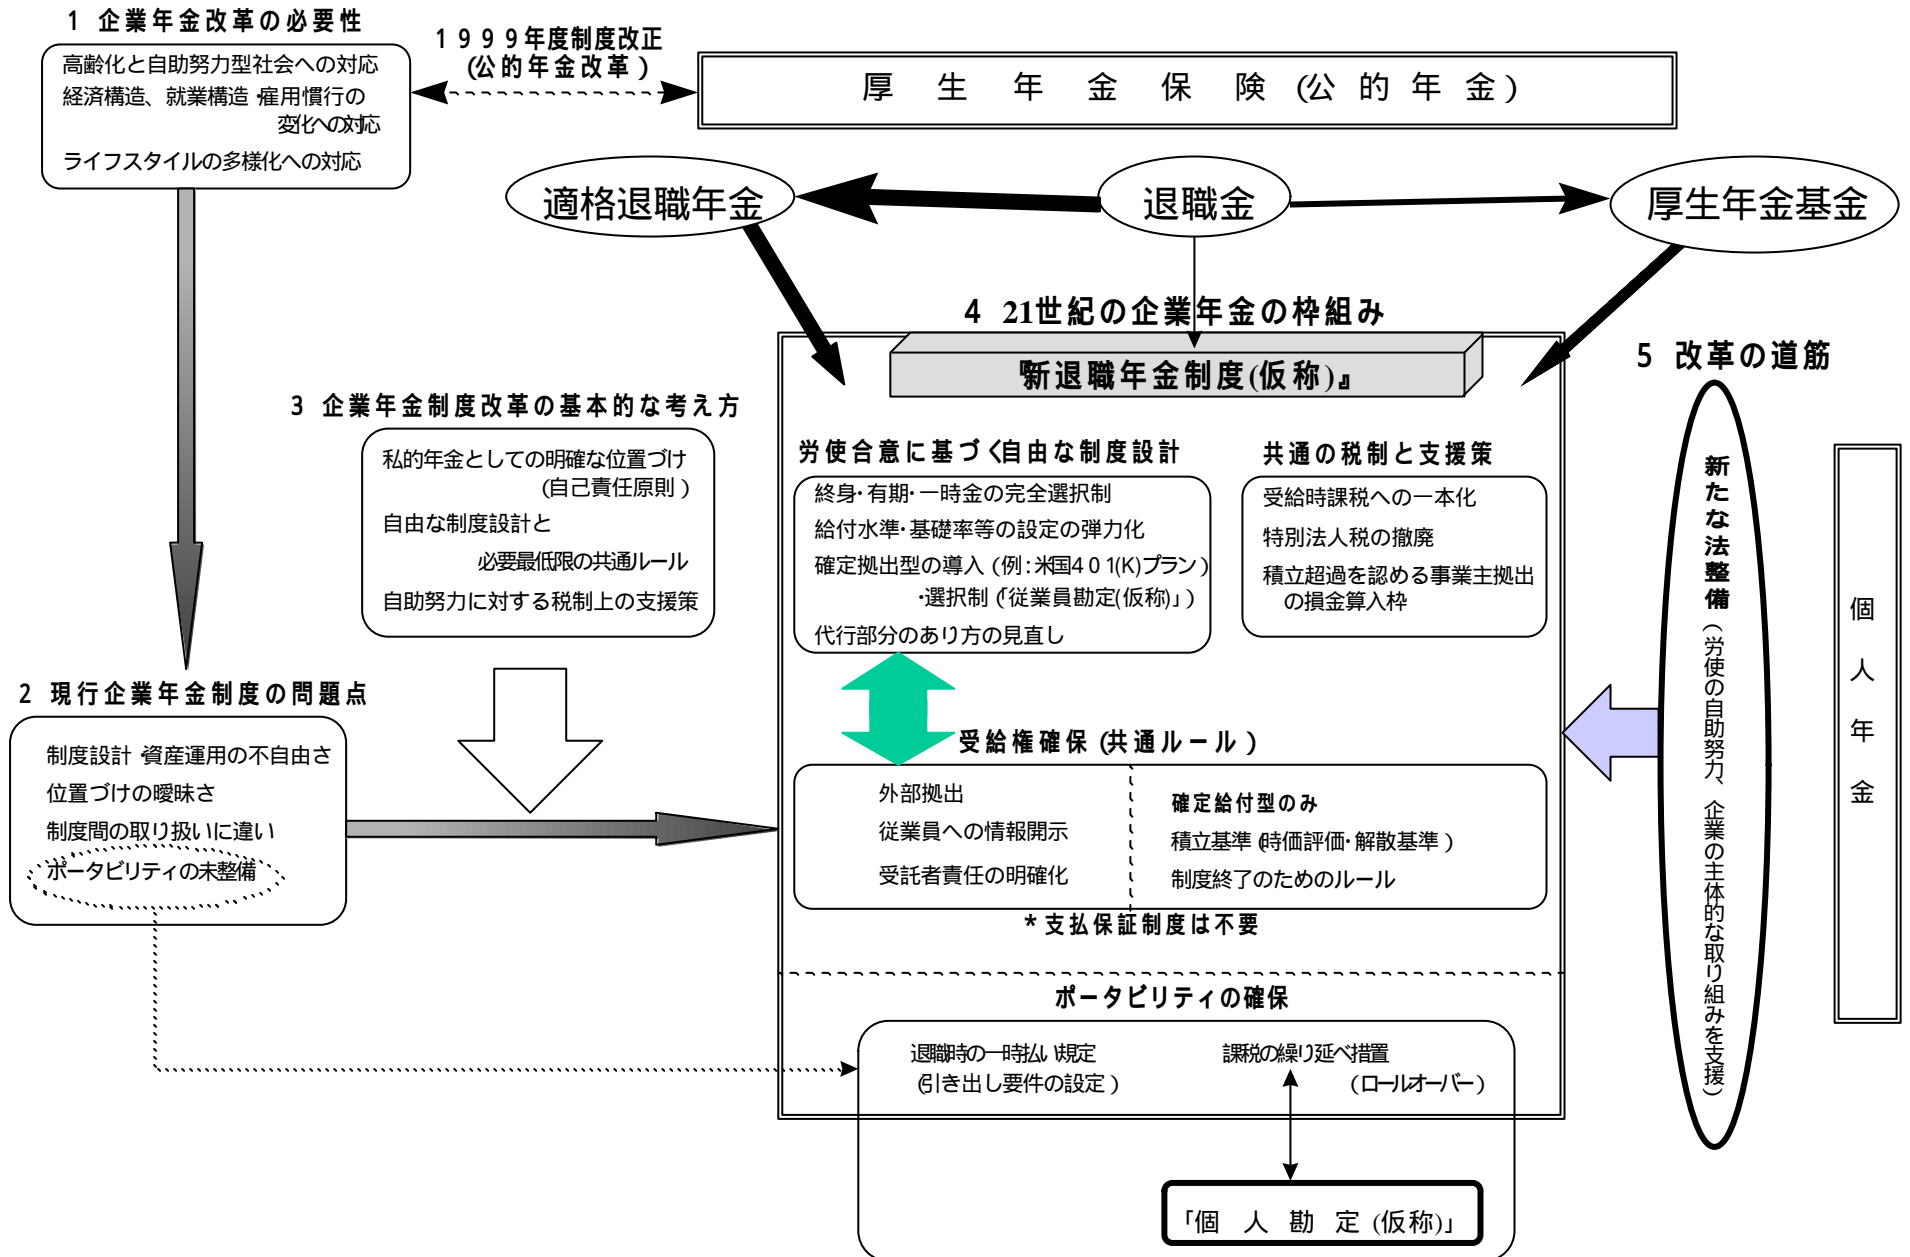 1 企業年金改革の必要性
高齢化と自助努力型社会への対応
経済構造、就業構造・雇用慣行の
変化への対応
ライフスタイルの多様化への対応
1999年度制度改正
(公的年金改革)
厚生年金保険(公的年金)
適格退職年金
退職金
厚生年金基金
4 21世紀の企業年金の枠組み
『新退職年金制度(仮称)』
5 改革の道筋
3 企業年金制度改革の基本的な考え方
私的年金としての明確な位置づけ
(自己責任原則)
自由な制度設計と
必要最低限の共通ルール
自助努力に対する税制上の支援策
労使合意に基づく自由な制度設計
終身・有期・一時金の完全選択制
給付水準・基礎率等の設定の弾力化
確定拠出型の導入(例:米国401(K)プラン)
・選択制(「従業員勘定(仮称)」)
代行部分のあり方の見直し
共通の税制と支援策
受給時課税への一本化
特別法人税の撤廃
積立超過を認める事業主拠出
の損金算入枠
2 現行企業年金制度の問題点
制度設計・資産運用の不自由さ
位置づけの曖昧さ
制度間の取り扱いに違い
ポータビリティの未整備
受給権確保(共通ルール)
外部拠出
従業員への情報開示
受託者責任の明確化
確定給付型のみ
積立基準(時価評価・解散基準)
制度終了のためのルール
*支払保証制度は不要
ポータビリティの確保
退職時の一時払い規定
(引き出し要件の設定)
課税の繰り延べ措置
(ロールオーバー)
「個人勘定(仮称)」
新たな法整備(労使の自助努力、企業の主体的な取り組みを支援)
個人年金